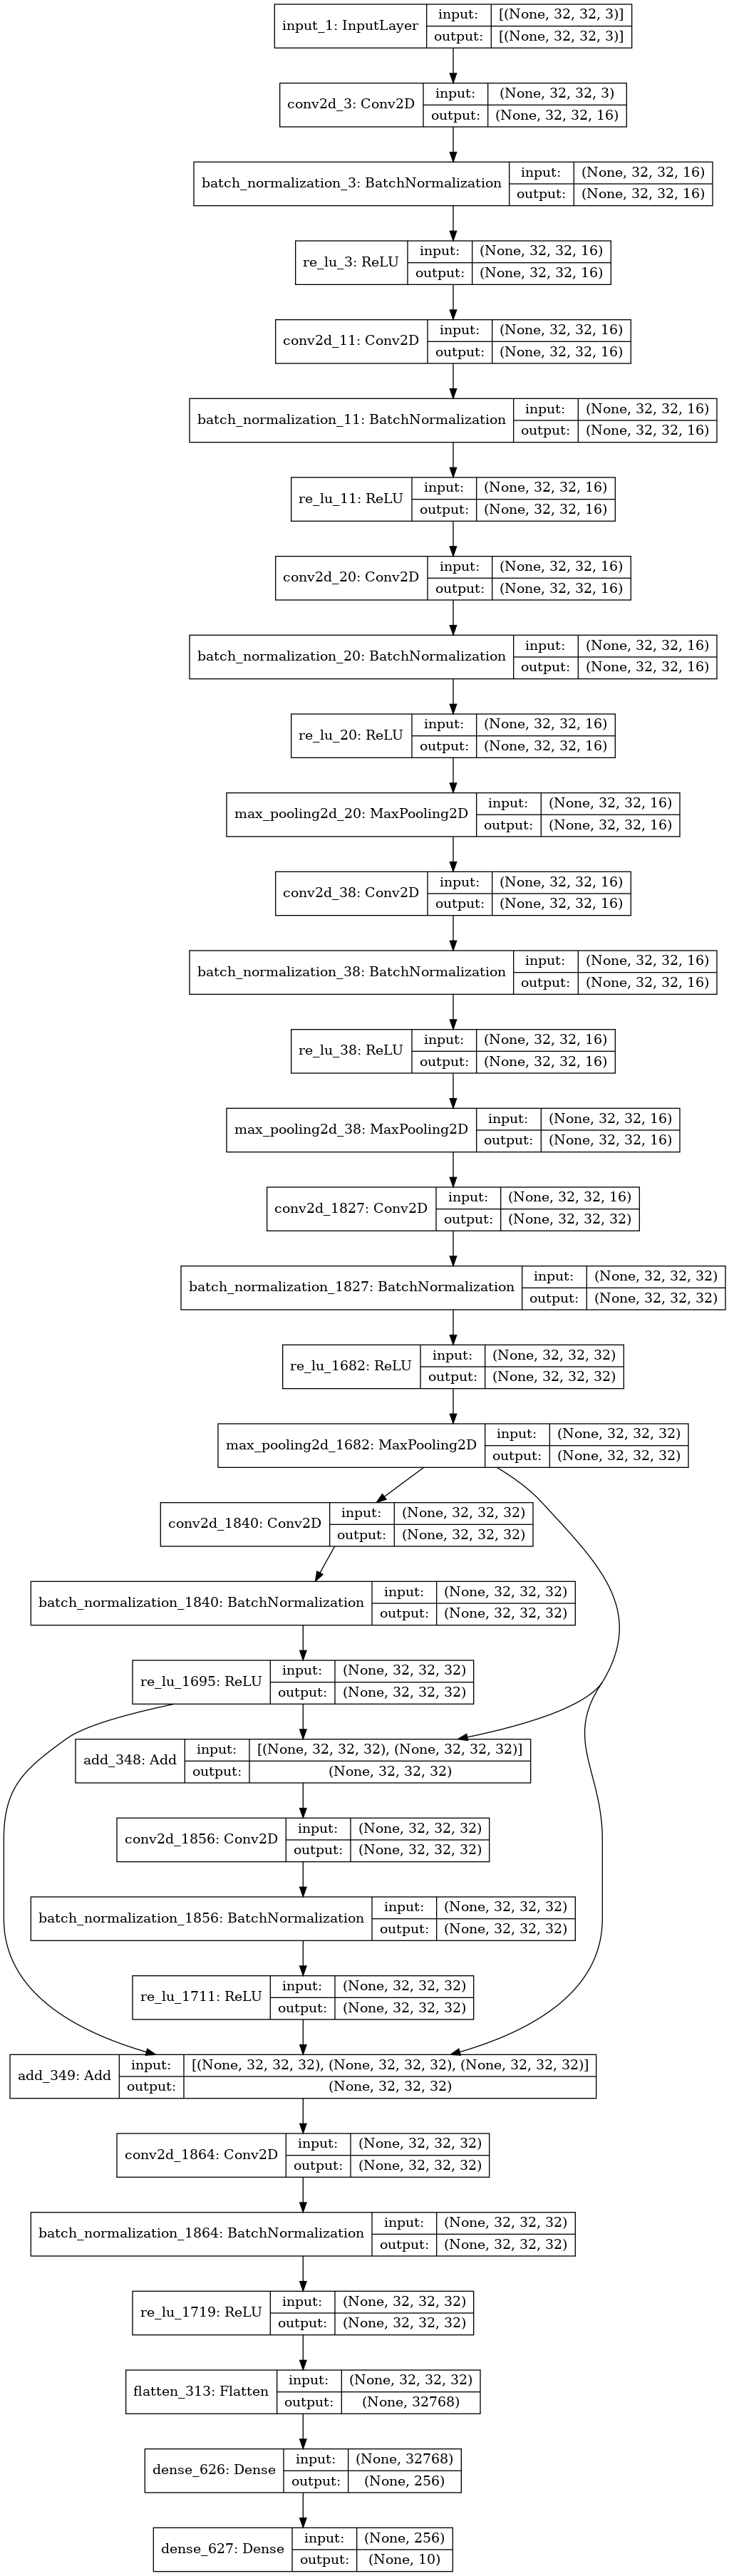 input_1: InputLayer input: [(None, 32, 32, 3)]
output: [(None, 32, 32, 3)]
conv2d_3: Conv2D input: (None, 32, 32, 3)
output: (None, 32, 32, 16)
batch_normalization_3: BatchNormalization input: (None, 32, 32, 16)
output: (None, 32, 32, 16)
re_lu_3: ReLU input: (None, 32, 32, 16)
output: (None, 32, 32, 16)
conv2d_11: Conv2D input: (None, 32, 32, 16)
output: (None, 32, 32, 16)
batch_normalization_11: BatchNormalization input: (None, 32, 32, 16)
output: (None, 32, 32, 16)
re_lu_11: ReLU input: (None, 32, 32, 16)
output: (None, 32, 32, 16)
conv2d_20: Conv2D input: (None, 32, 32, 16)
output: (None, 32, 32, 16)
batch_normalization_20: BatchNormalization input: (None, 32, 32, 16)
output: (None, 32, 32, 16)
re_lu_20: ReLU input: (None, 32, 32, 16)
output: (None, 32, 32, 16)
max_pooling2d_20: MaxPooling2D input: (None, 32, 32, 16)
output: (None, 32, 32, 16)
conv2d_38: Conv2D input: (None, 32, 32, 16)
output: (None, 32, 32, 16)
batch_normalization_38: BatchNormalization input: (None, 32, 32, 16)
output: (None, 32, 32, 16)
re_lu_38: ReLU input: (None, 32, 32, 16)
output: (None, 32, 32, 16)
max_pooling2d_38: MaxPooling2D input: (None, 32, 32, 16)
output: (None, 32, 32, 16)
conv2d_1827: Conv2D input: (None, 32, 32, 16)
output: (None, 32, 32, 32)
batch_normalization_1827: BatchNormalization input: (None, 32, 32, 32)
output: (None, 32, 32, 32)
re_lu_1682: ReLU input: (None, 32, 32, 32)
output: (None, 32, 32, 32)
max_pooling2d_1682: MaxPooling2D input: (None, 32, 32, 32)
output: (None, 32, 32, 32)
conv2d_1840: Conv2D input: (None, 32, 32, 32)
output: (None, 32, 32, 32)
batch_normalization_1840: BatchNormalization input: (None, 32, 32, 32)
output: (None, 32, 32, 32)
re_lu_1695: ReLU input: (None, 32, 32, 32)
output: (None, 32, 32, 32)
add_348: Add input: [(None, 32, 32, 32), (None, 32, 32, 32)]
output: (None, 32, 32, 32)
conv2d_1856: Conv2D input: (None, 32, 32, 32)
output: (None, 32, 32, 32)
batch_normalization_1856: BatchNormalization input: (None, 32, 32, 32)
output: (None, 32, 32, 32)
re_lu_1711: ReLU input: (None, 32, 32, 32)
output: (None, 32, 32, 32)
add_349: Add input: [(None, 32, 32, 32), (None, 32, 32, 32), (None, 32, 32, 32)]
output: (None, 32, 32, 32)
conv2d_1864: Conv2D input: (None, 32, 32, 32)
output: (None, 32, 32, 32)
batch_normalization_1864: BatchNormalization input: (None, 32, 32, 32)
output: (None, 32, 32, 32)
re_lu_1719: ReLU input: (None, 32, 32, 32)
output: (None, 32, 32, 32)
flatten_313: Flatten input: (None, 32, 32, 32)
output: (None, 32768)
dense_626: Dense input: (None, 32768)
output: (None, 256)
dense_627: Dense input: (None, 256)
output: (None, 10)